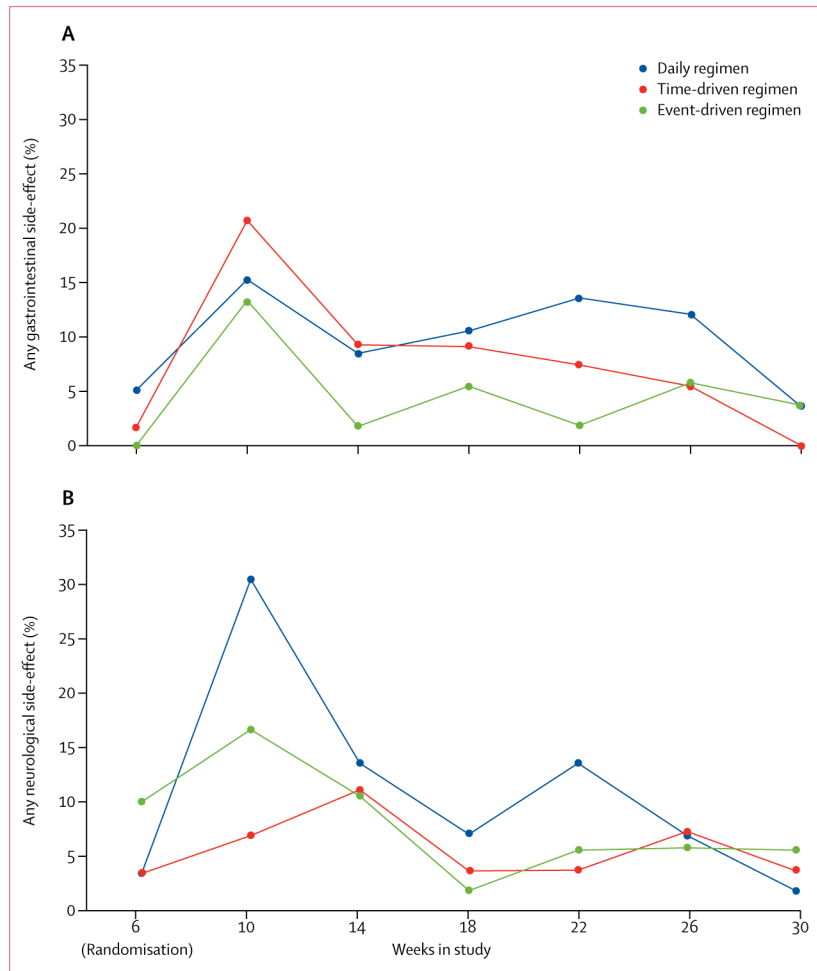 A
35
30
25
20
15
10
5
0
Any gastrointestinal side-effect (%)
Daily regimen
Time-driven regimen
Event-driven regimen
B
35
30
25
20
15
10
5
0
Any neurological side-effect (%)
6 10 14 18 22 26 30
(Randomisation) Weeks in study